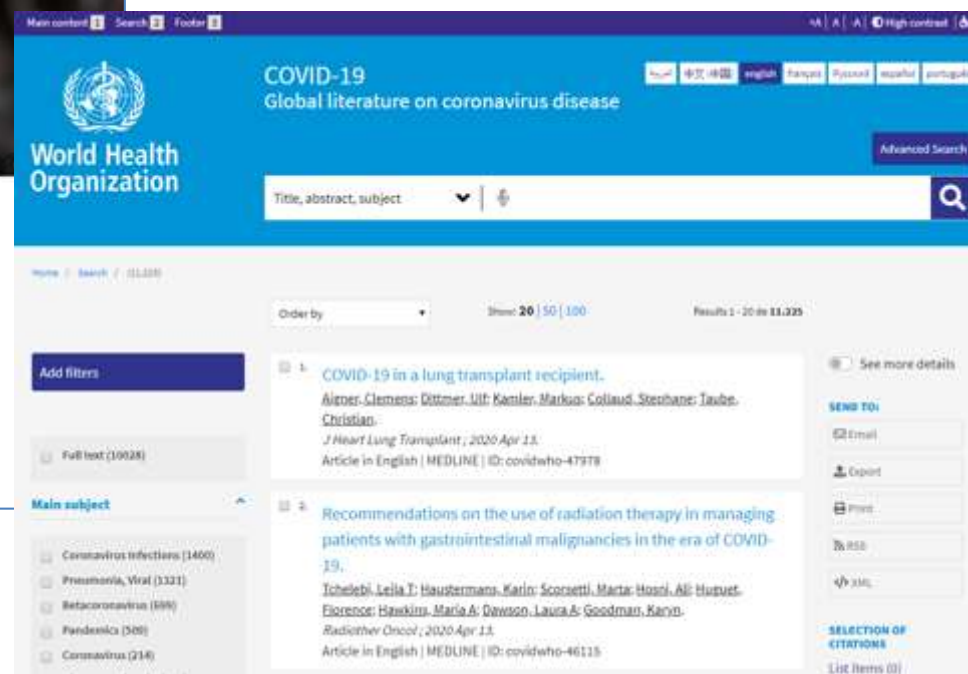 Main content 1 Search 2 Footer 3
+A | A | -A | High contrast
World Health
Organization
COVID-19
Global literature on coronavirus disease
中文 (中国) english français Русский español português
Advanced Search
Title, abstract, subject
Home / Search /
Order by
Show: 20 | 50 | 100
Results 1 - 20 de 11.335
Add filters
Full text (10028)
Main subject
Coronavirus Infections (1400)
Pneumonia, Viral (1321)
Betacoronavirus (699)
Pandemics (509)
Coronavirus (214)
1.
COVID-19 in a lung transplant recipient.
Aigner, Clemens; Dittmer, Ulf; Kamler, Markus; Collaud, Stephane; Taube,
Christian.
J Heart Lung Transplant ; 2020 Apr 13.
Article in English | MEDLINE | ID: covidwho-47978
2.
Recommendations on the use of radiation therapy in managing
patients with gastrointestinal malignancies in the era of COVID-
19.
Tchelebi, Leila T; Haustermans, Karin; Scorsetti, Marta; Hosni, Ali; Huguet,
Florence; Hawkins, Maria A; Dawson, Laura A; Goodman, Karyn.
Radiother Oncol ; 2020 Apr 13.
Article in English | MEDLINE | ID: covidwho-46115
See more details
SEND TO:
Email
Export
Print
RSS
XML
SELECTION OF
CITATIONS
List items (0)